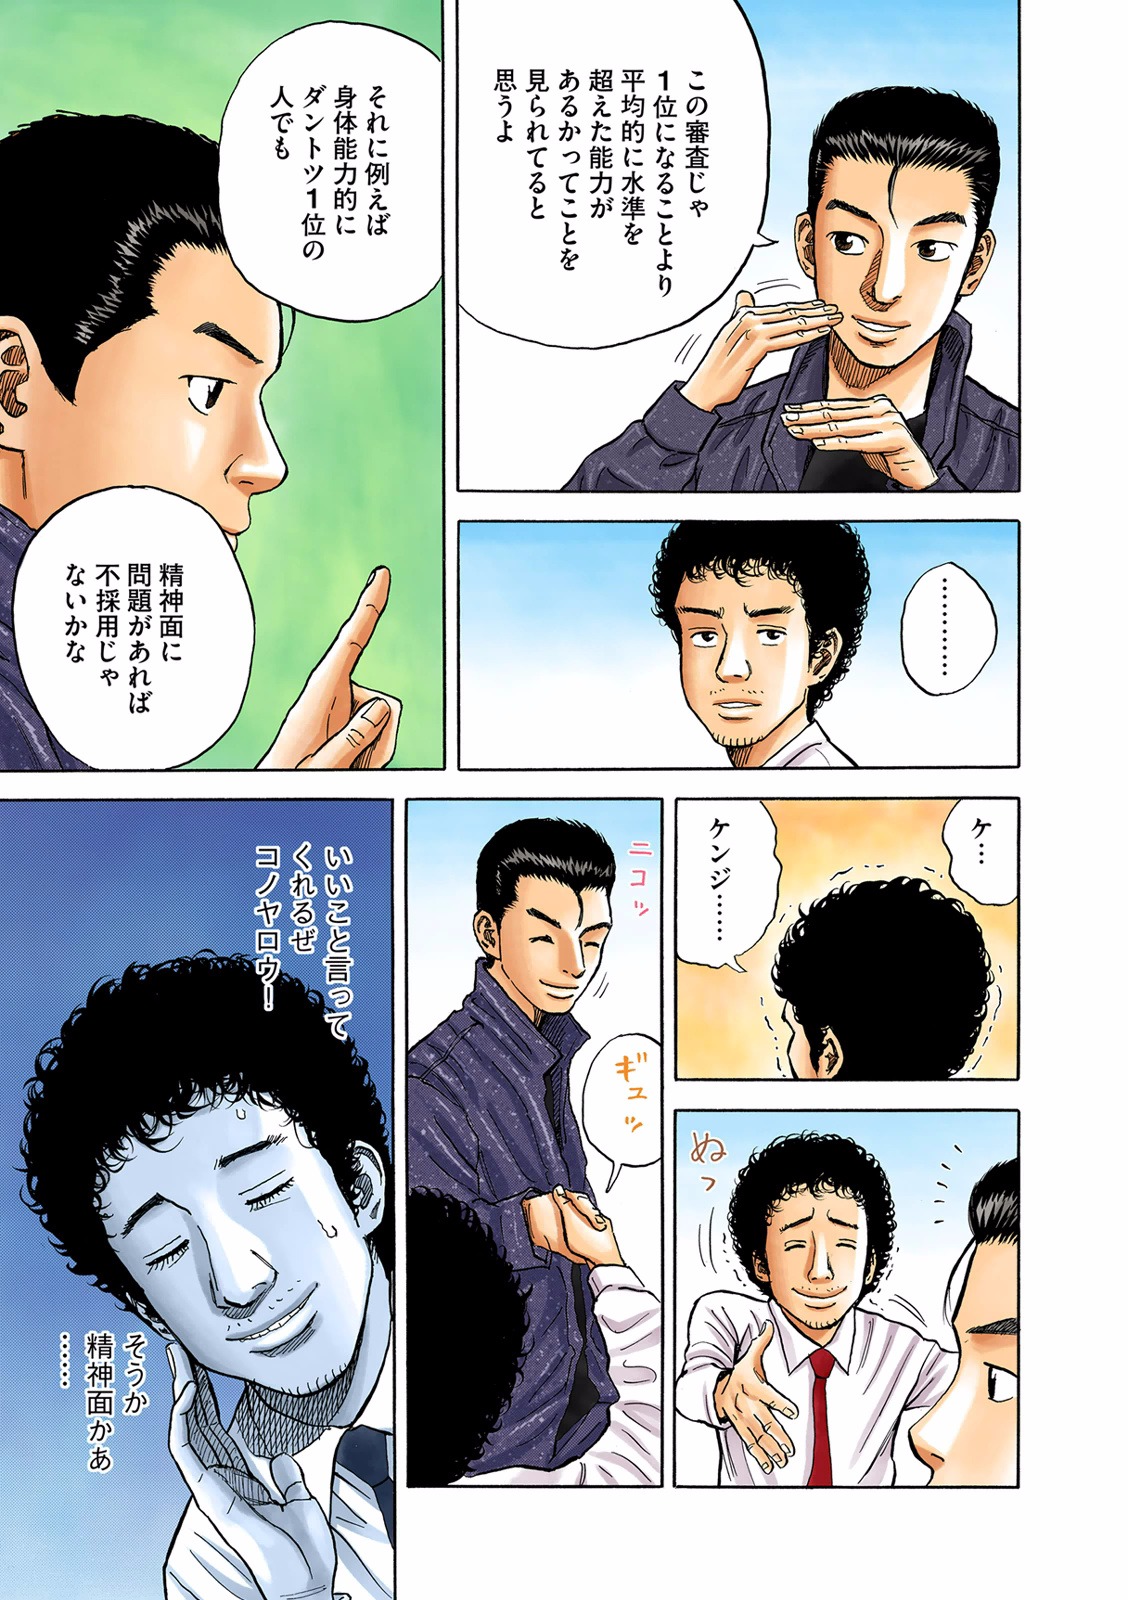 この審査じゃ
1位になることより
平均的に水準を
超えた能力が
あるかってことを
見られてると
思うよ
それに例えば
身体能力的に
ダントツ1位の
人でも
精神面に
問題があれば
不採用じゃ
ないかな
…………
ケ…
ケンジ……
ぬっ
ニコッ
ギュッ
いいこと言って
くれるぜ
コノヤロウ!
そうか
精神面かあ
……